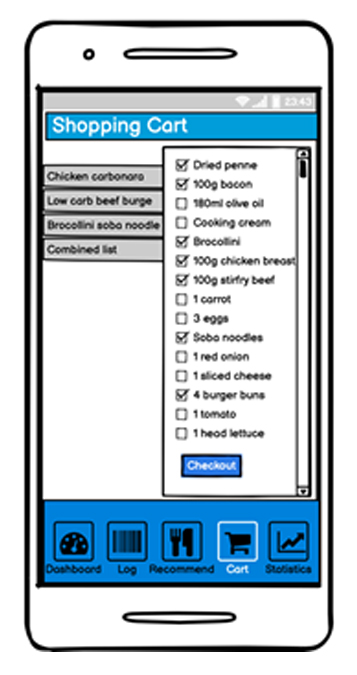 23:43
Shopping Cart
Chicken carbonara
Low carb beef burge
Brocollini soba noodle
Combined list
Dried penne
100g bacon
180ml olive oil
Cooking cream
Brocollini
100g chicken breast
100g stirfry beef
1 carrot
3 eggs
Soba noodles
1 red onion
1 sliced cheese
4 burger buns
1 tomato
1 head lettuce
Checkout
Dashboard Log Recommend Cart Statistics